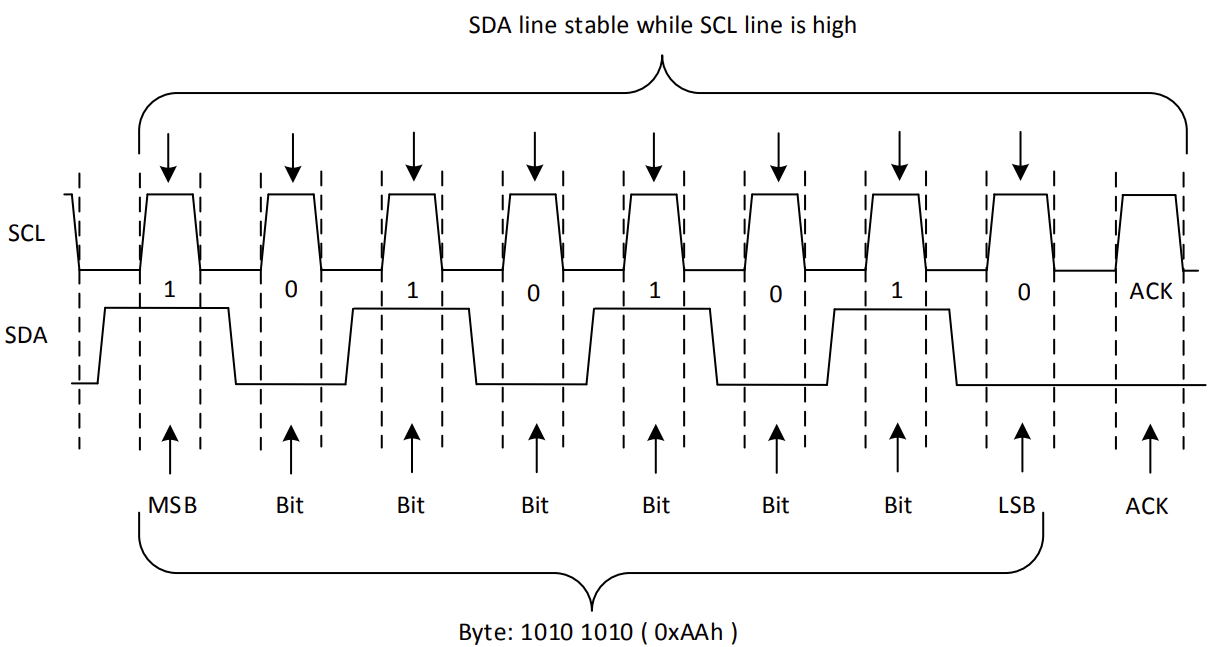 SDA line stable while SCL line is high
SCL
1 0 1 0 1 0 1 0 ACK
SDA
MSB Bit Bit Bit Bit Bit Bit LSB ACK
Byte: 1010 1010 ( 0xAAh )